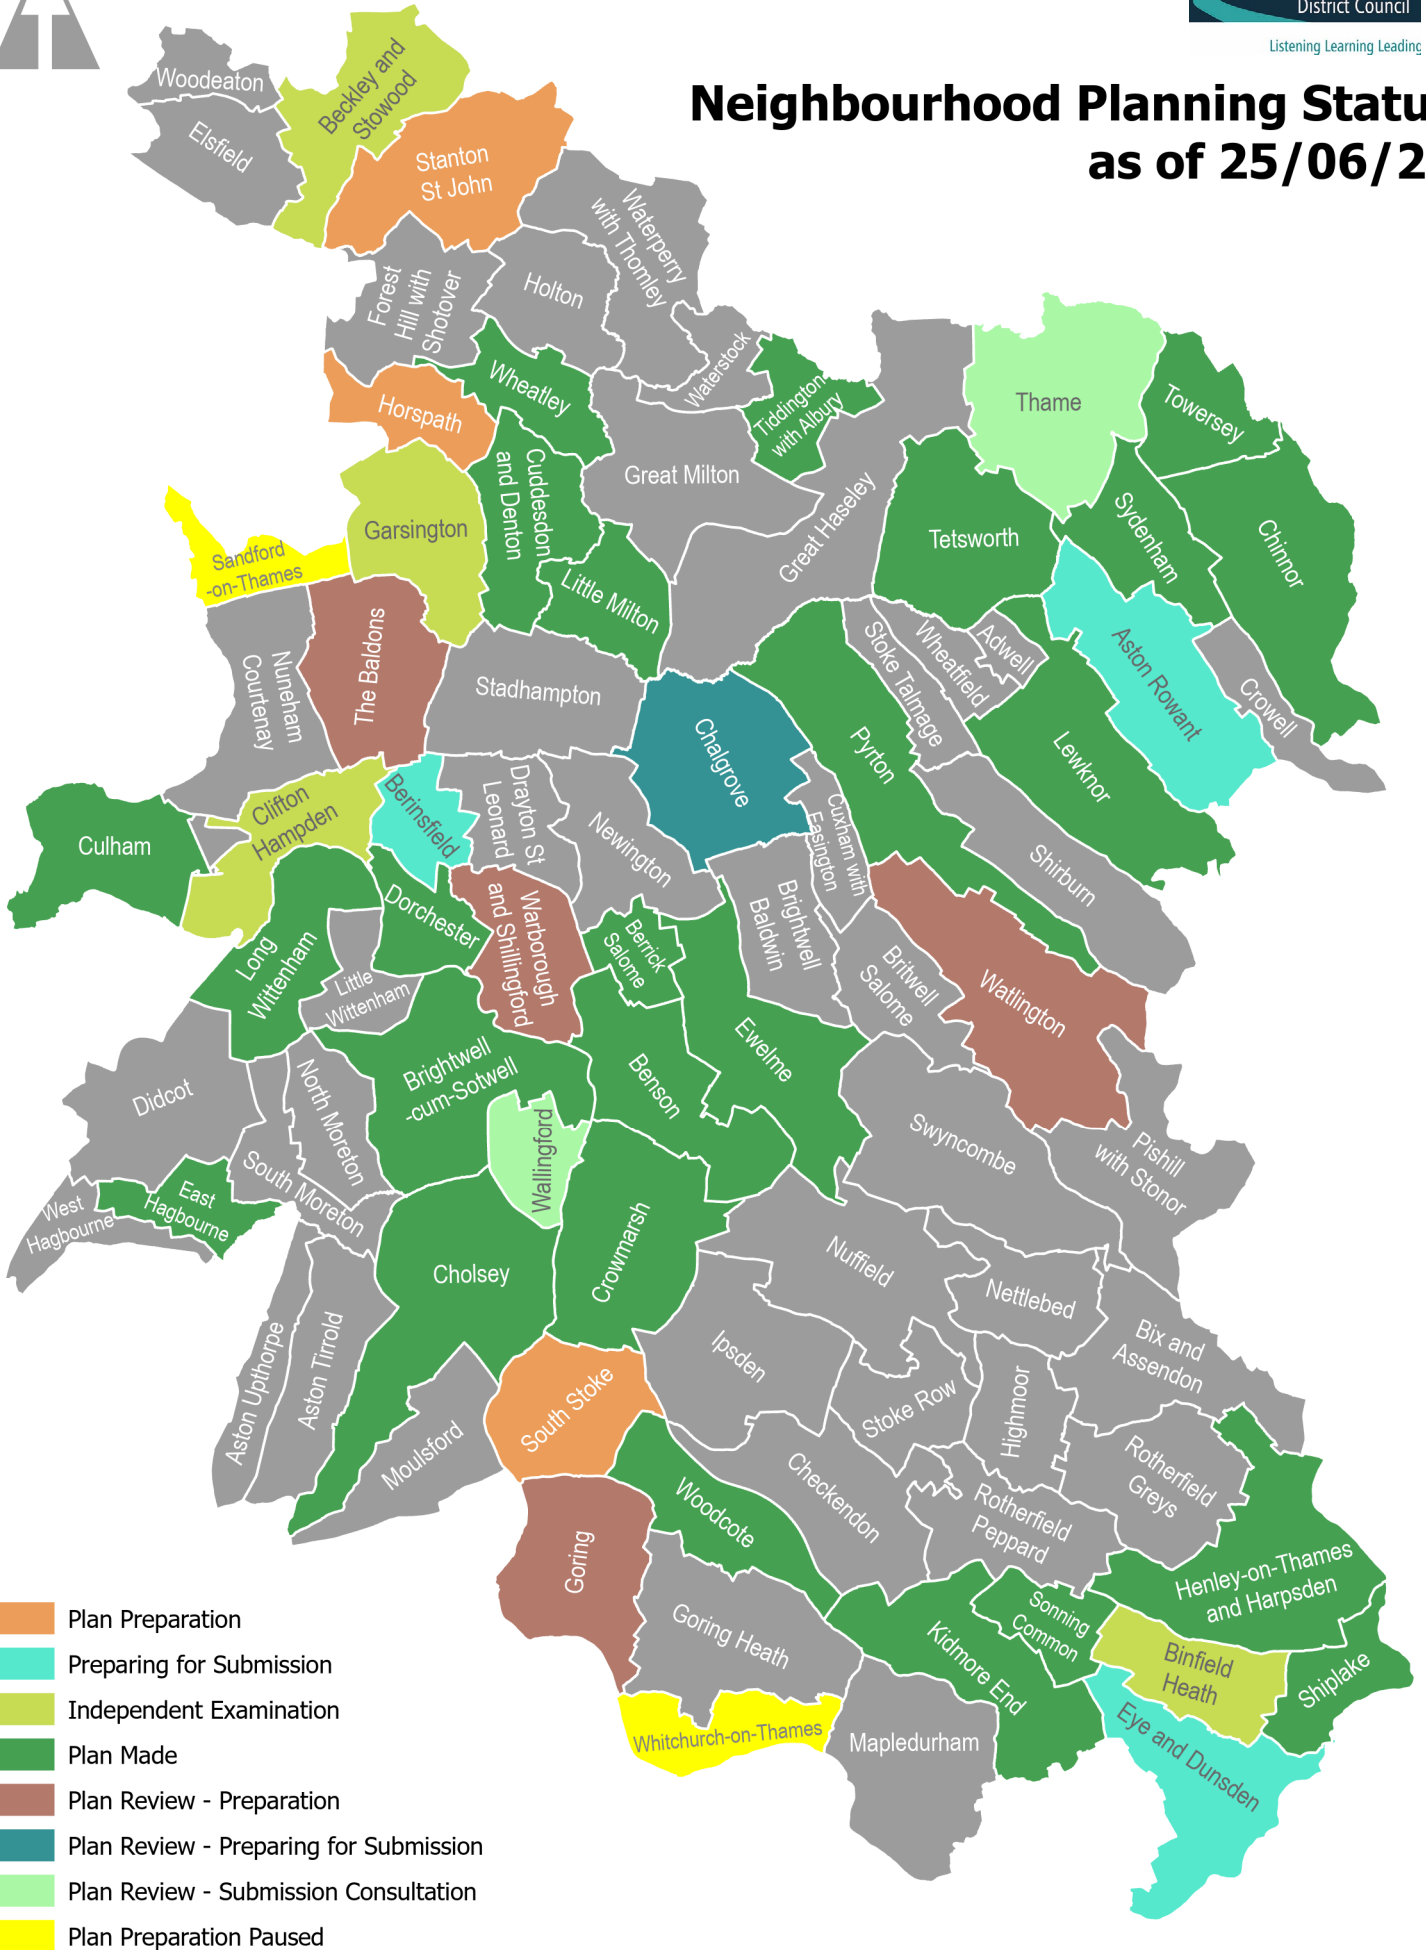 District Council
Listening Learning Leading
Neighbourhood Planning Statu
as of 25/06/2
Woodeaton
Elsfield
Beckley and
Stowood
Stanton
St John
Waterperry
with Thomley
Forest
Hill with
Shotover
Holton
Waterstock
Wheatley
Tiddington
with Albury
Thame
Towersey
Horspath
Great Milton
Great Haseley
Cuddesdon
and Denton
Garsington
Tetsworth
Sydenham
Chinnor
Sandford
-on-Thames
Little Milton
The Baldons
Nuneham
Courtenay
Stadhampton
Stoke Talmage
Wheatfield
Adwell
Aston Rowant
Crowell
Chalgrove
Pyrton
Lewknor
Culham
Clifton
Hampden
Berinsfield
Drayton St
Leonard
Newington
Cuxham with
Easington
Shirburn
Dorchester
Warborough
and Shillingford
Berrick
Salome
Brightwell
Baldwin
Britwell
Salome
Watlington
Long
Wittenham
Little
Wittenham
Ewelme
Benson
Brightwell
-cum-Sotwell
Didcot
North Moreton
Wallingford
Swyncombe
Pishill
with Stonor
South Moreton
West
Hagbourne
East
Hagbourne
Cholsey
Crowmarsh
Nuffield
Nettlebed
Bix and
Assendon
Aston Upthorpe
Aston Tirrold
Ipsden
South Stoke
Stoke Row
Highmoor
Moulsford
Rotherfield
Greys
Checkendon
Woodcote
Rotherfield
Peppard
Goring
Henley-on-Thames
and Harpsden
Goring Heath
Kidmore End
Sonning
Common
Binfield
Heath
Shiplake
Whitchurch-on-Thames
Mapledurham
Eye and Dunsden
Plan Preparation
Preparing for Submission
Independent Examination
Plan Made
Plan Review - Preparation
Plan Review - Preparing for Submission
Plan Review - Submission Consultation
Plan Preparation Paused